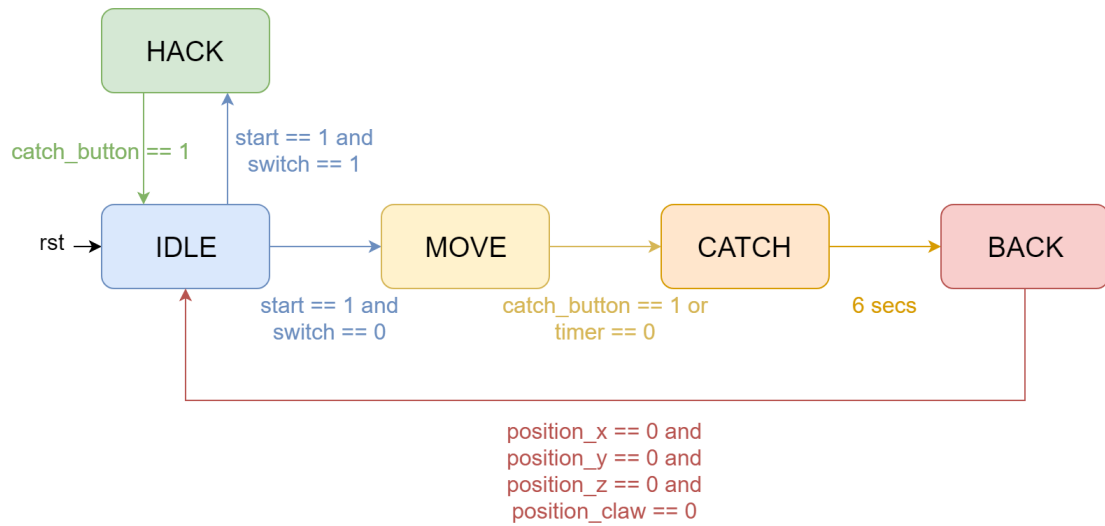 HACK
catch_button == 1
start == 1 and
switch == 1
rst
IDLE
MOVE
CATCH
BACK
start == 1 and
switch == 0
catch_button == 1 or
timer == 0
6 secs
position_x == 0 and
position_y == 0 and
position_z == 0 and
position_claw == 0